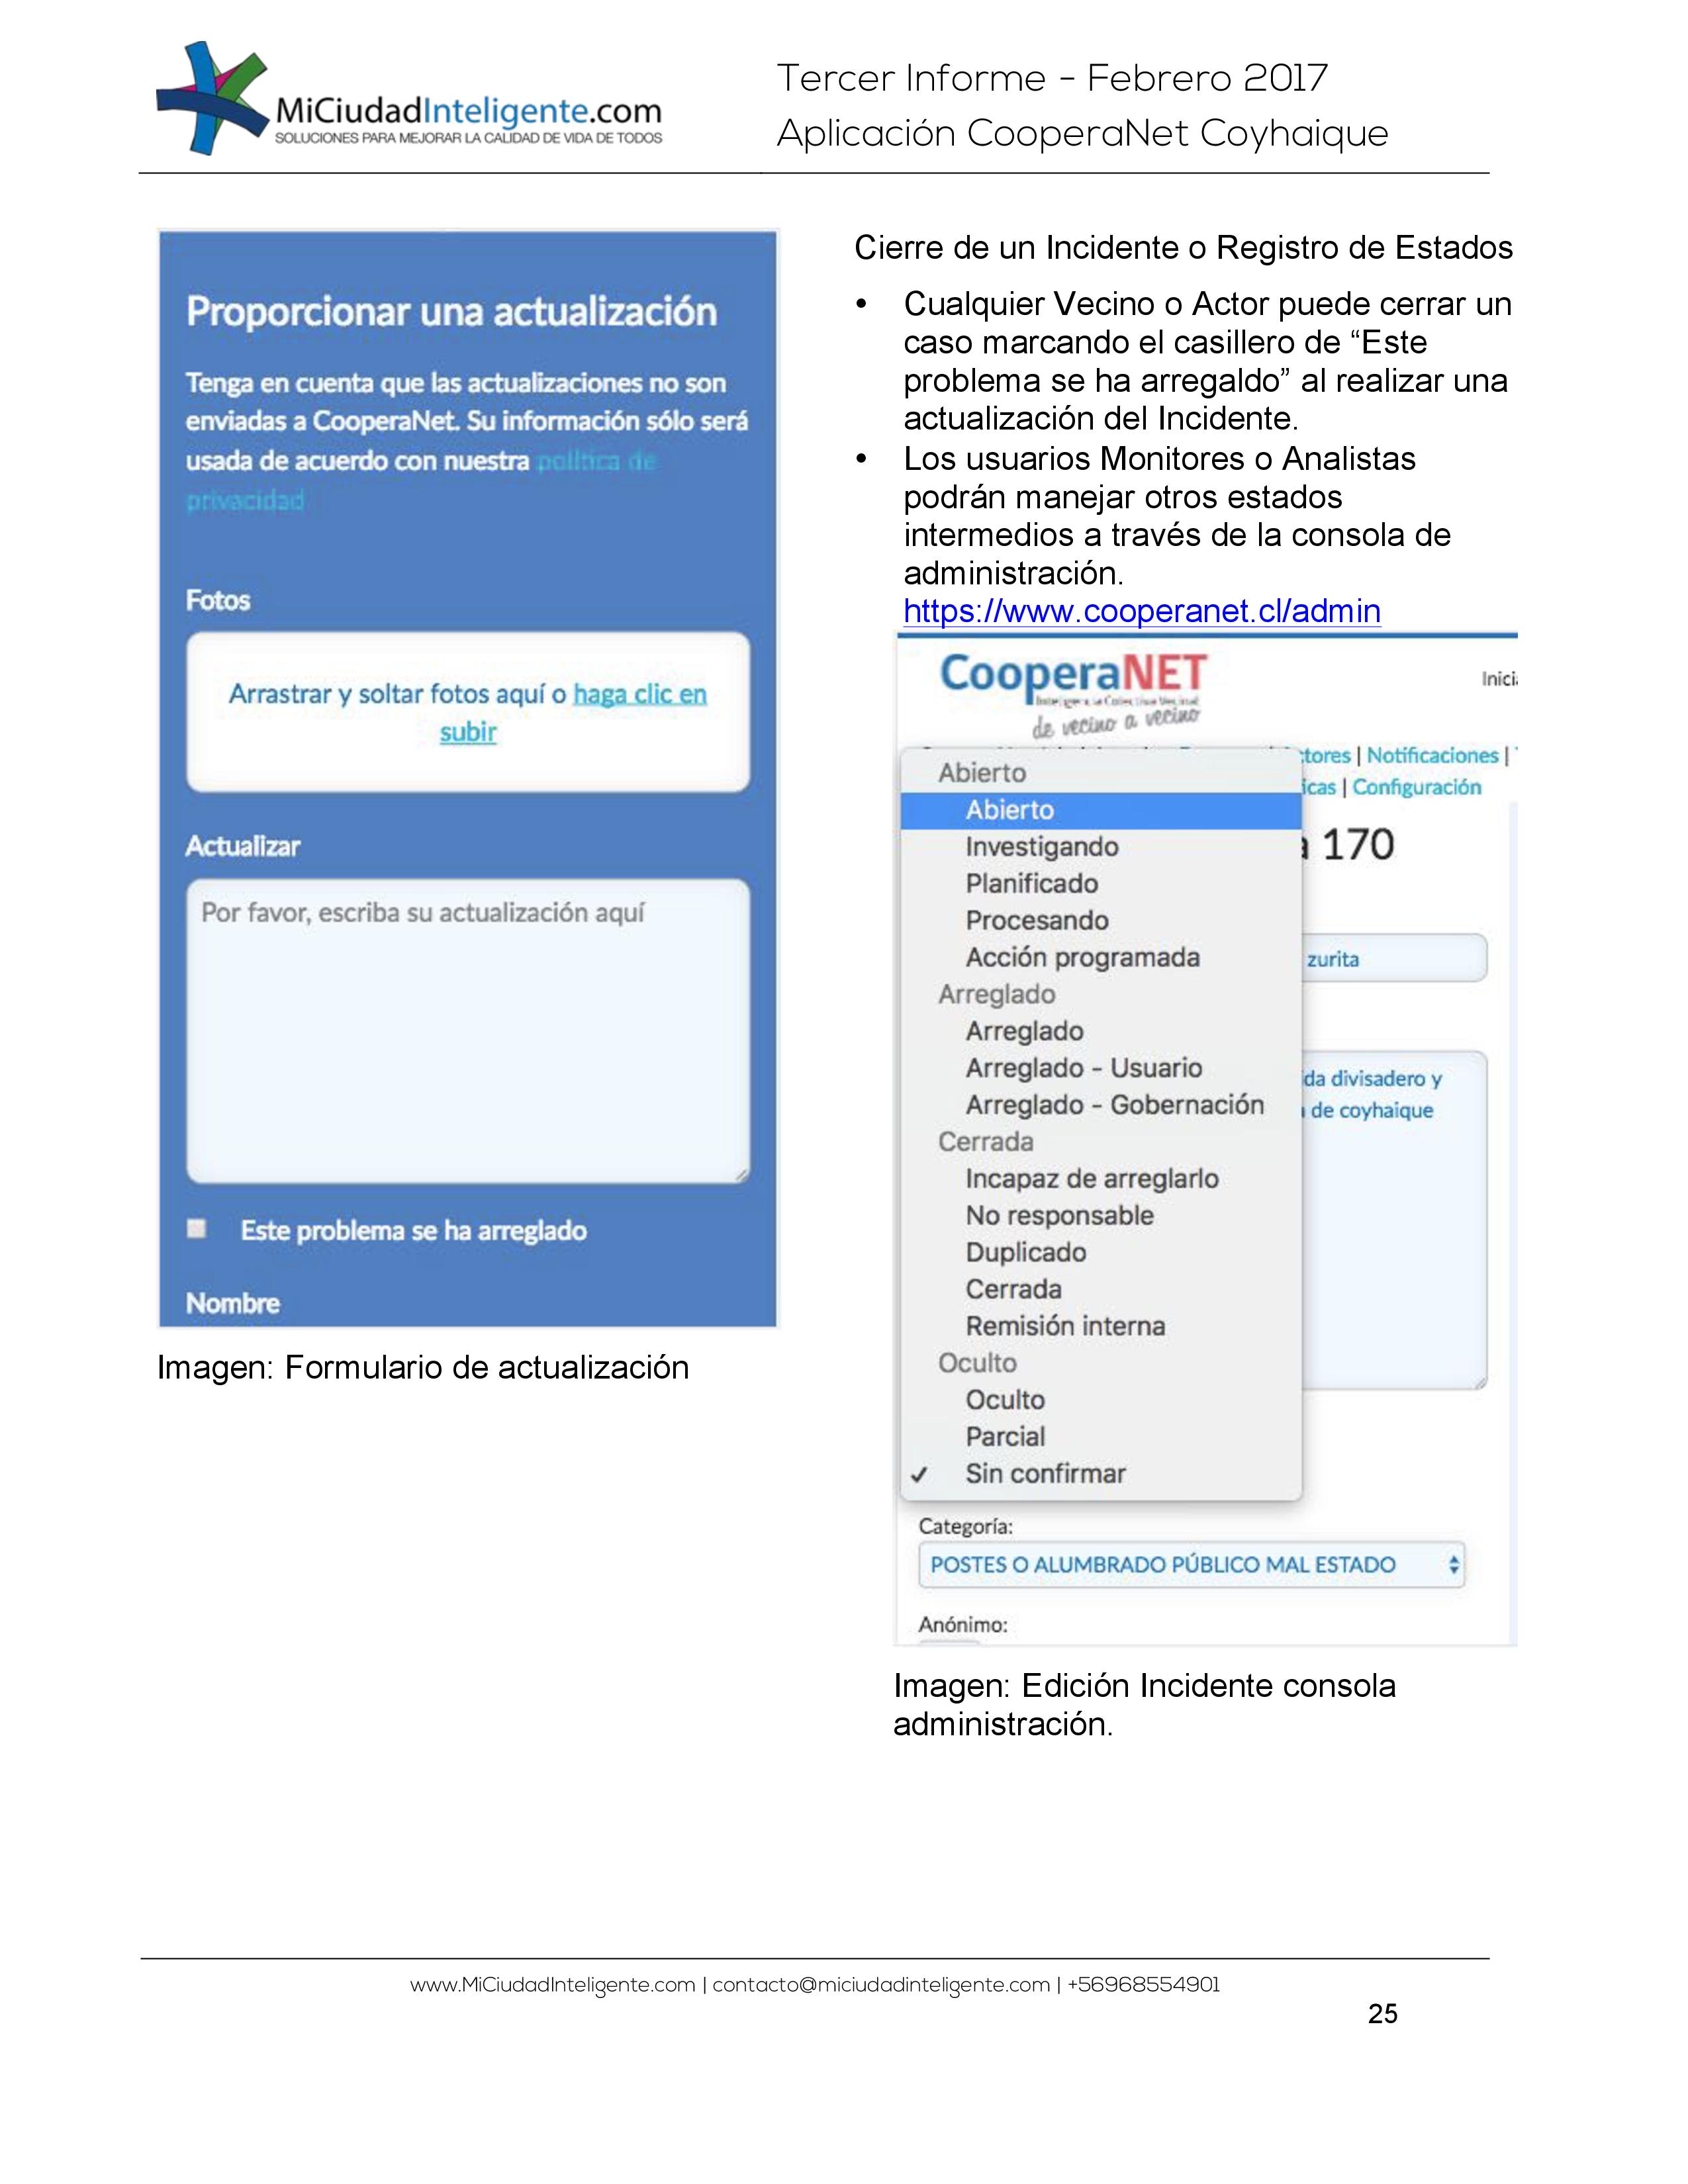 MiCiudadInteligente.com
SOLUCIONES PARA MEJORAR LA CALIDAD DE VIDA DE TODOS
Tercer Informe - Febrero 2017
Aplicación CooperaNet Coyhaique
Proporcionar una actualización
Tenga en cuenta que las actualizaciones no son
enviadas a CooperaNet. Su información sólo será
usada de acuerdo con nuestra política de
privacidad
Fotos
Arrastrar y soltar fotos aquí o haga clic en
subir
Actualizar
Por favor, escriba su actualización aquí
Este problema se ha arreglado
Nombre
Imagen: Formulario de actualización
Cierre de un Incidente o Registro de Estados
• Cualquier Vecino o Actor puede cerrar un
caso marcando el casillero de “Este
problema se ha arregaldo” al realizar una
actualización del Incidente.
• Los usuarios Monitores o Analistas
podrán manejar otros estados
intermedios a través de la consola de
administración.
https://www.cooperanet.cl/admin
CooperaNET
Inteligencia Colectiva Vecinal
de vecino a vecino
Inici
tores | Notificaciones |
icas | Configuración
170
zurita
da divisadero y
de coyhaique
Abierto
Abierto
Investigando
Planificado
Procesando
Acción programada
Arreglado
Arreglado
Arreglado - Usuario
Arreglado - Gobernación
Cerrada
Incapaz de arreglarlo
No responsable
Duplicado
Cerrada
Remisión interna
Oculto
Oculto
Parcial
✓ Sin confirmar
Categoría:
POSTES O ALUMBRADO PÚBLICO MAL ESTADO
Anónimo:
Imagen: Edición Incidente consola
administración.
www.MiCiudadInteligente.com | contacto@miciudadinteligente.com | +56968554901
25